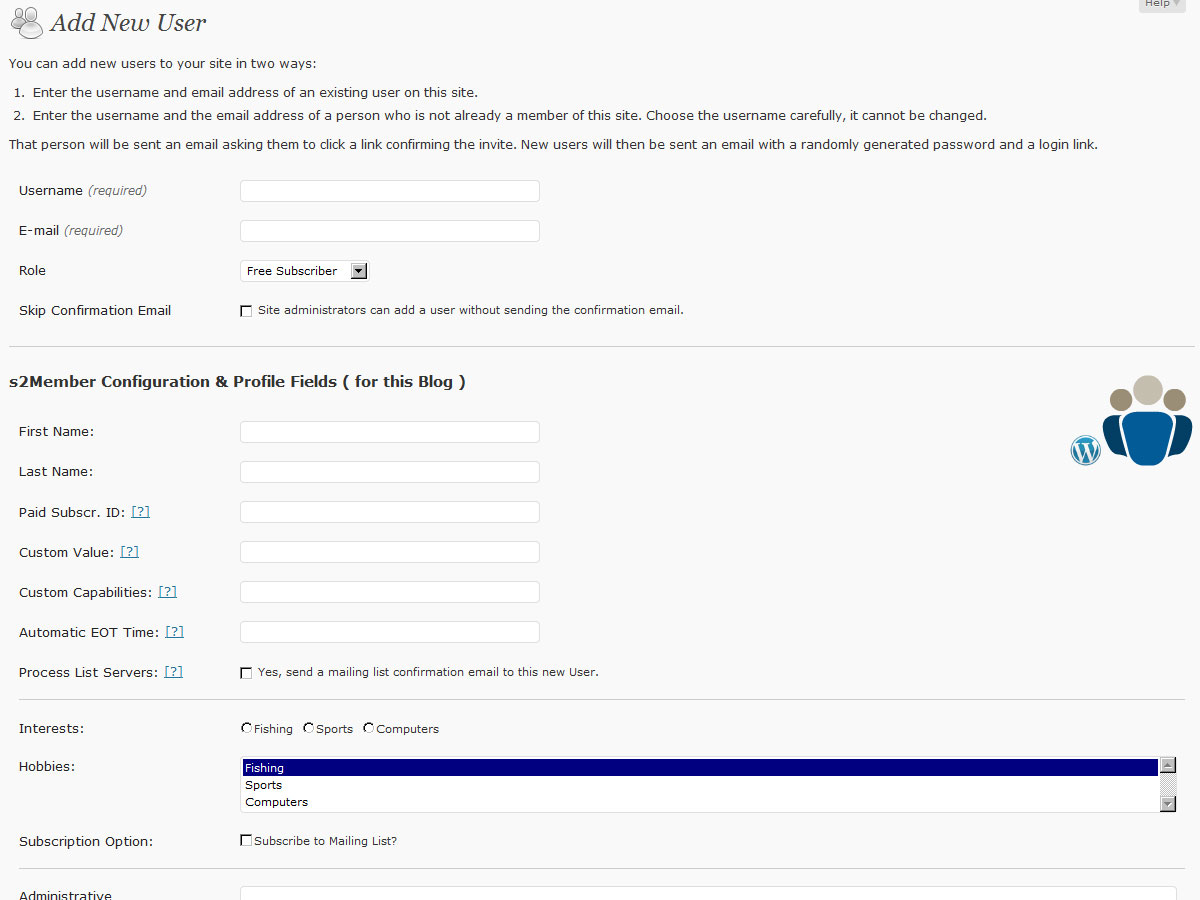 Help
Add New User
You can add new users to your site in two ways:
1. Enter the username and email address of an existing user on this site.
2. Enter the username and the email address of a person who is not already a member of this site. Choose the username carefully, it cannot be changed.
That person will be sent an email asking them to click a link confirming the invite. New users will then be sent an email with a randomly generated password and a login link.
Username (required)
E-mail (required)
Role Free Subscriber
Skip Confirmation Email Site administrators can add a user without sending the confirmation email.
s2Member Configuration & Profile Fields ( for this Blog )
First Name:
Last Name:
Paid Subscr. ID: [?]
Custom Value: [?]
Custom Capabilities: [?]
Automatic EOT Time: [?]
Process List Servers: [?] Yes, send a mailing list confirmation email to this new User.
Interests: Fishing Sports Computers
Hobbies: Fishing
Sports
Computers
Subscription Option: Subscribe to Mailing List?
Administrative